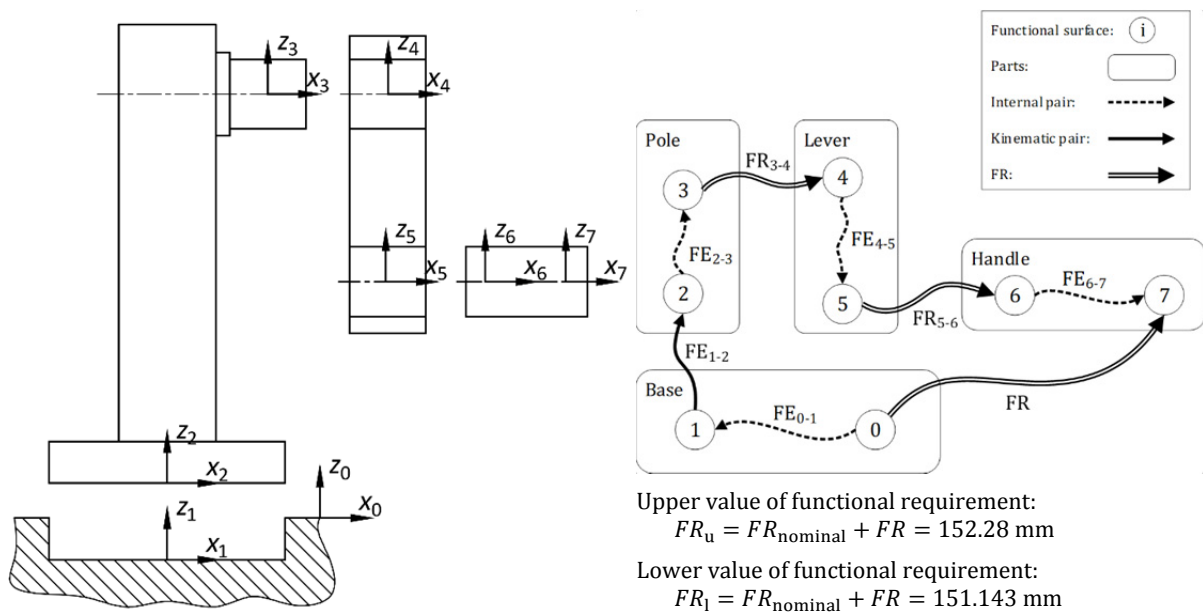 z₃
x₃
z₄
x₄
z₅
x₅
z₆
x₆
z₇
x₇
z₂
x₂
z₀
x₀
z₁
x₁
Functional surface: i
Parts:
Internal pair:
Kinematic pair:
FR:
Pole
Lever
FR₃₋₄
3
4
FE₂₋₃
FE₄₋₅
2
5
Handle
6
FE₆₋₇
7
FR₅₋₆
FE₁₋₂
FR
Base
FE₀₋₁
1
0
Upper value of functional requirement:
FRᵤ = FR_nominal + FR = 152.28 mm
Lower value of functional requirement:
FRₗ = FR_nominal + FR = 151.143 mm